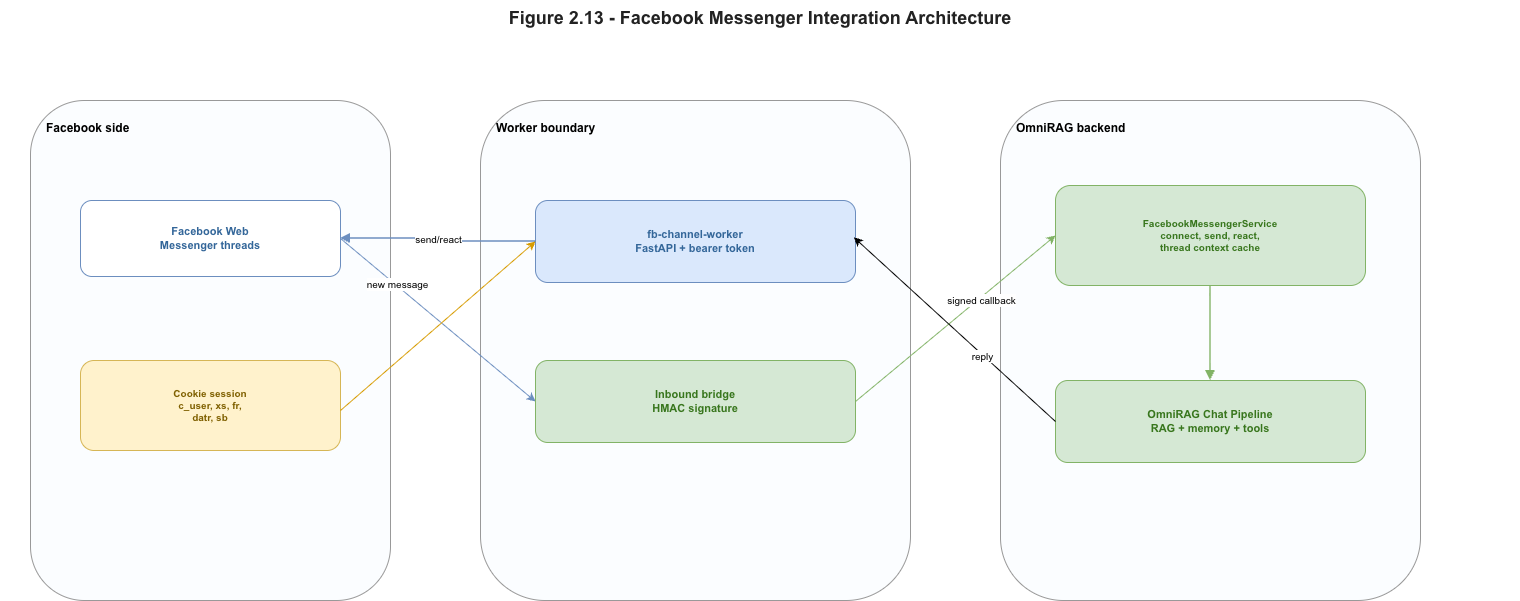 Figure 2.13 - Facebook Messenger Integration Architecture
Facebook side
Facebook Web
Messenger threads
Cookie session
c_user, xs, fr,
datr, sb
send/react
new message
Worker boundary
fb-channel-worker
FastAPI + bearer token
Inbound bridge
HMAC signature
signed callback
reply
OmniRAG backend
FacebookMessengerService
connect, send, react,
thread context cache
OmniRAG Chat Pipeline
RAG + memory + tools